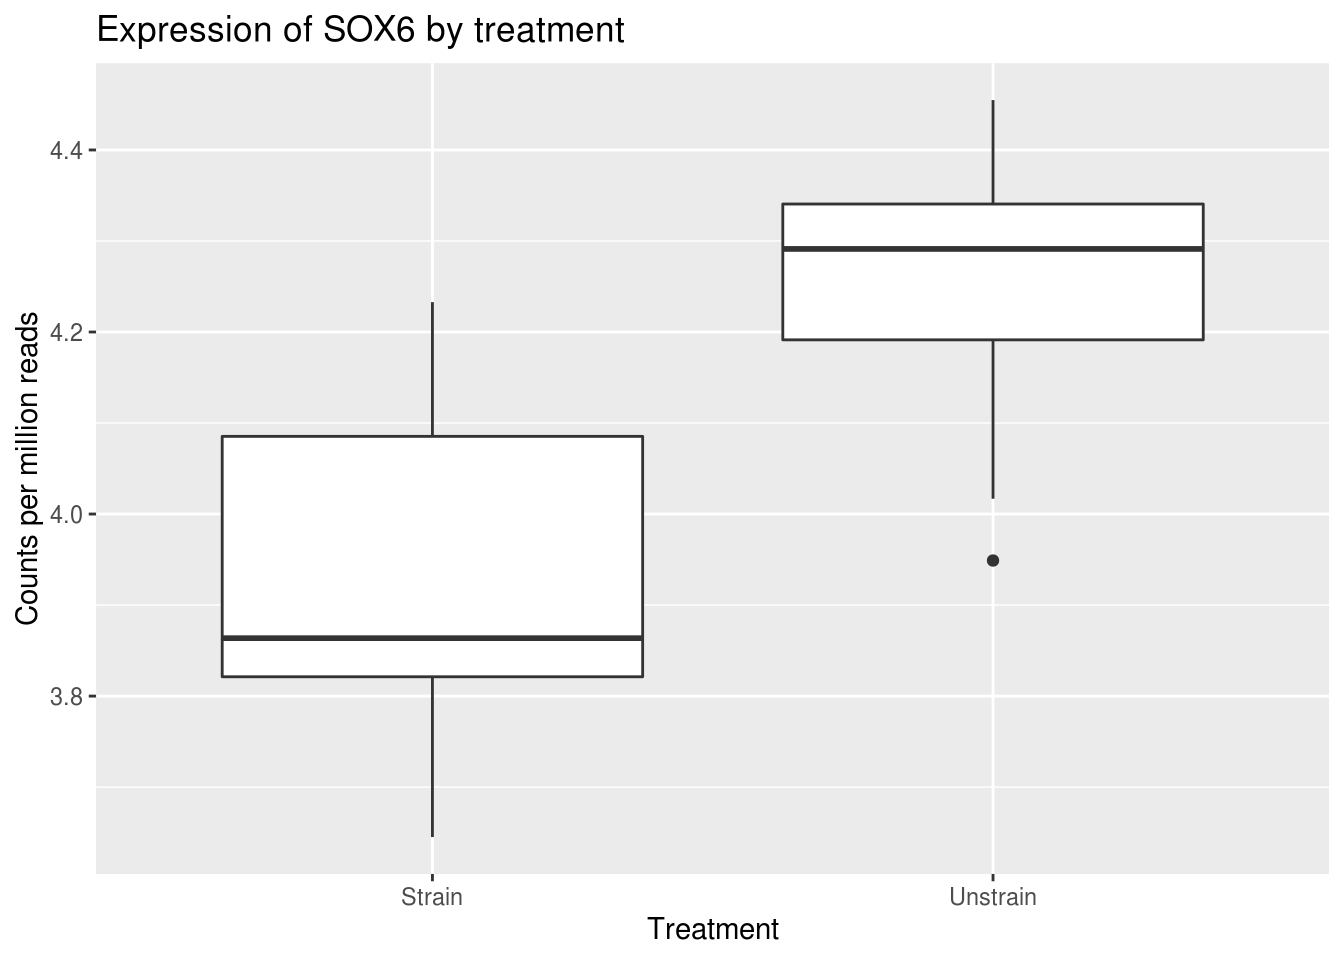 Expression of SOX6 by treatment
Counts per million reads
4.4
4.2
4.0
3.8
Strain
Unstrain
Treatment